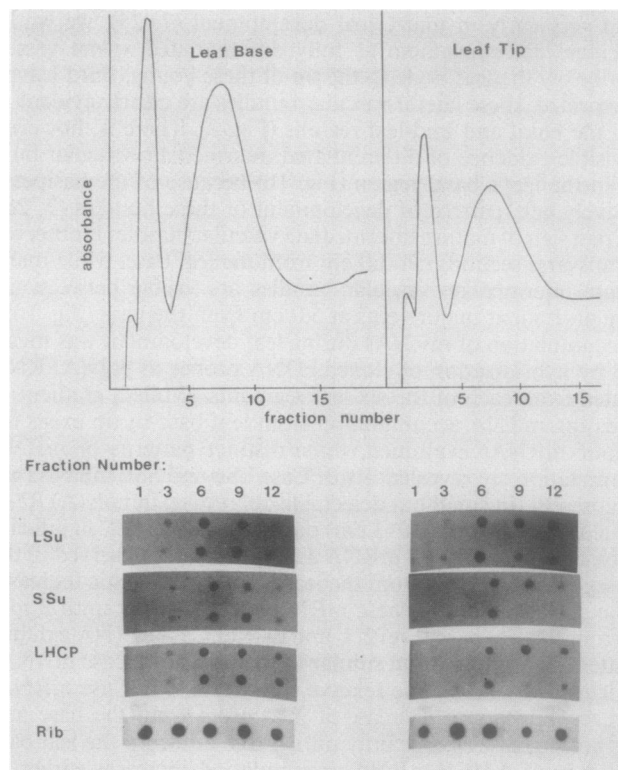 Leaf Base
Leaf Tip
absorbance
5 10 15 5 10 15
fraction number
Fraction Number:
1 3 6 9 12 1 3 6 9 12
LSu
SSu
LHCP
Rib